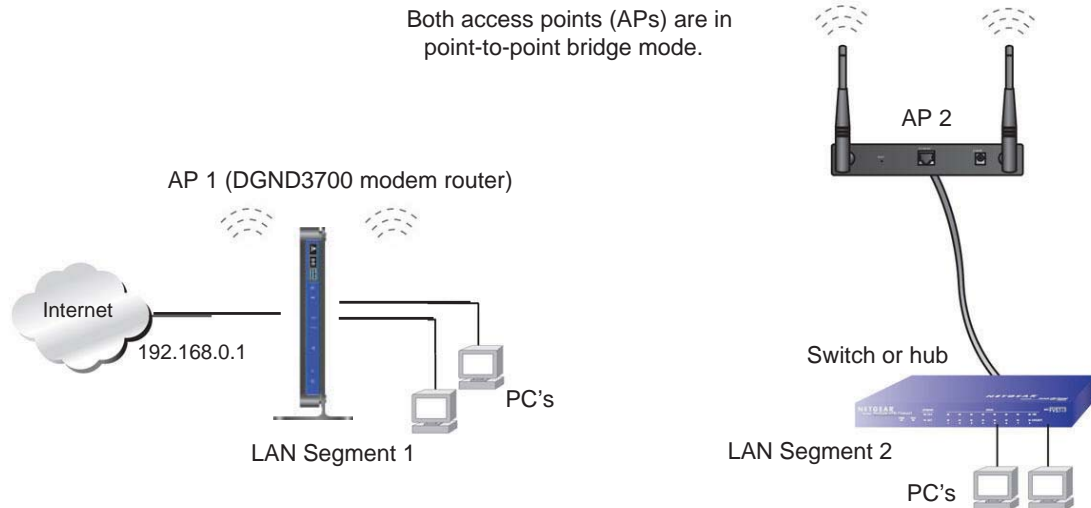 Both access points (APs) are in
point-to-point bridge mode.
AP 2
AP 1 (DGND3700 modem router)
Internet
192.168.0.1
PC's
LAN Segment 1
Switch or hub
NETGEAR
NETGEAR
LAN Segment 2
PC's